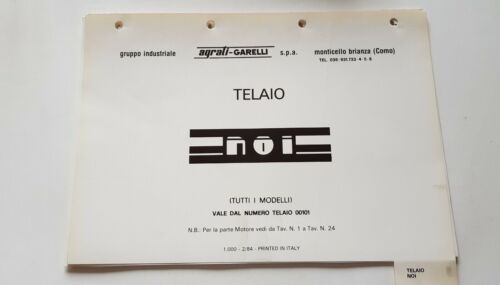 gruppo industriale agrati-GARELLI s.p.a. monticello brianza (Como)
TEL. 039-931.733-4-5-6
TELAIO
noi
(TUTTI I MODELLI)
VALE DAL NUMERO TELAIO 00101
N.B.: Per la parte Motore vedi da Tav. N. 1 a Tav. N. 24
1.000 - 2/84 - PRINTED IN ITALY
TELAIO
NOI